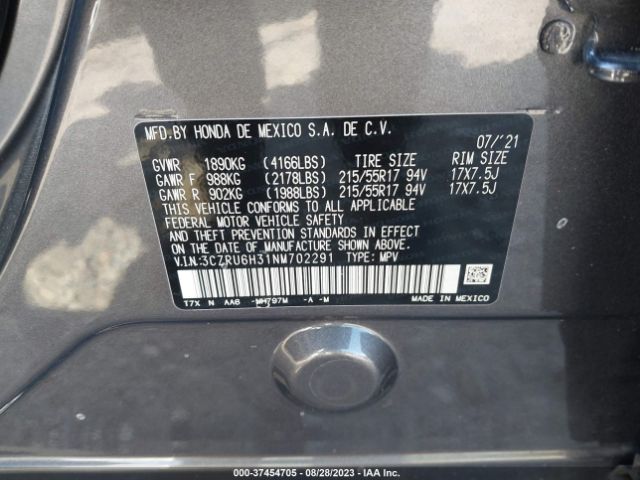 MFD.BY HONDA DE MEXICO S.A. DE C.V. 07/'21
GVWR 1890KG (4166LBS) TIRE SIZE RIM SIZE
GAWR F 988KG (2178LBS) 215/55R17 94V 17X7.5J
GAWR R 902KG (1988LBS) 215/55R17 94V 17X7.5J
THIS VEHICLE CONFORMS TO ALL APPLICABLE
FEDERAL MOTOR VEHICLE SAFETY
AND THEFT PREVENTION STANDARDS IN EFFECT
ON THE DATE OF MANUFACTURE SHOWN ABOVE.
V.I.N:3CZRU6H31NM702291 TYPE: MPV
T7X N AA6 -NH797M -A -M MADE IN MEXICO
000-37454705 - 08/28/2023 - IAA Inc.